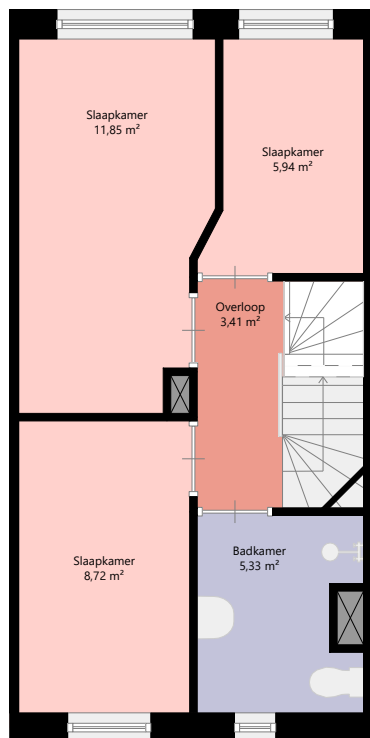 Slaapkamer
11,85 m²
Slaapkamer
5,94 m²
Overloop
3,41 m²
Slaapkamer
8,72 m²
Badkamer
5,33 m²